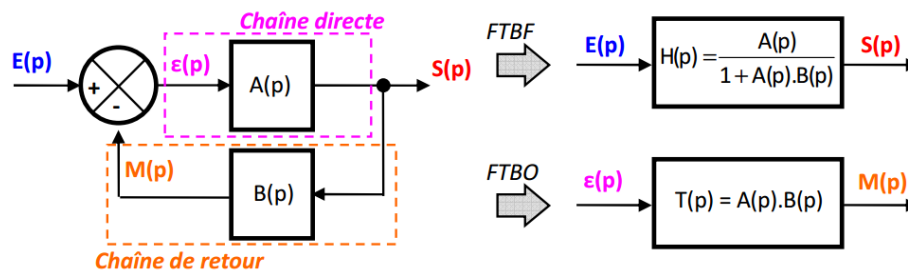 Chaîne directe
E(p)
+
-
ε(p)
A(p)
S(p)
M(p)
B(p)
Chaîne de retour
FTBF
E(p)
H(p) = A(p) / 1 + A(p).B(p)
S(p)
FTBO
ε(p)
T(p) = A(p).B(p)
M(p)